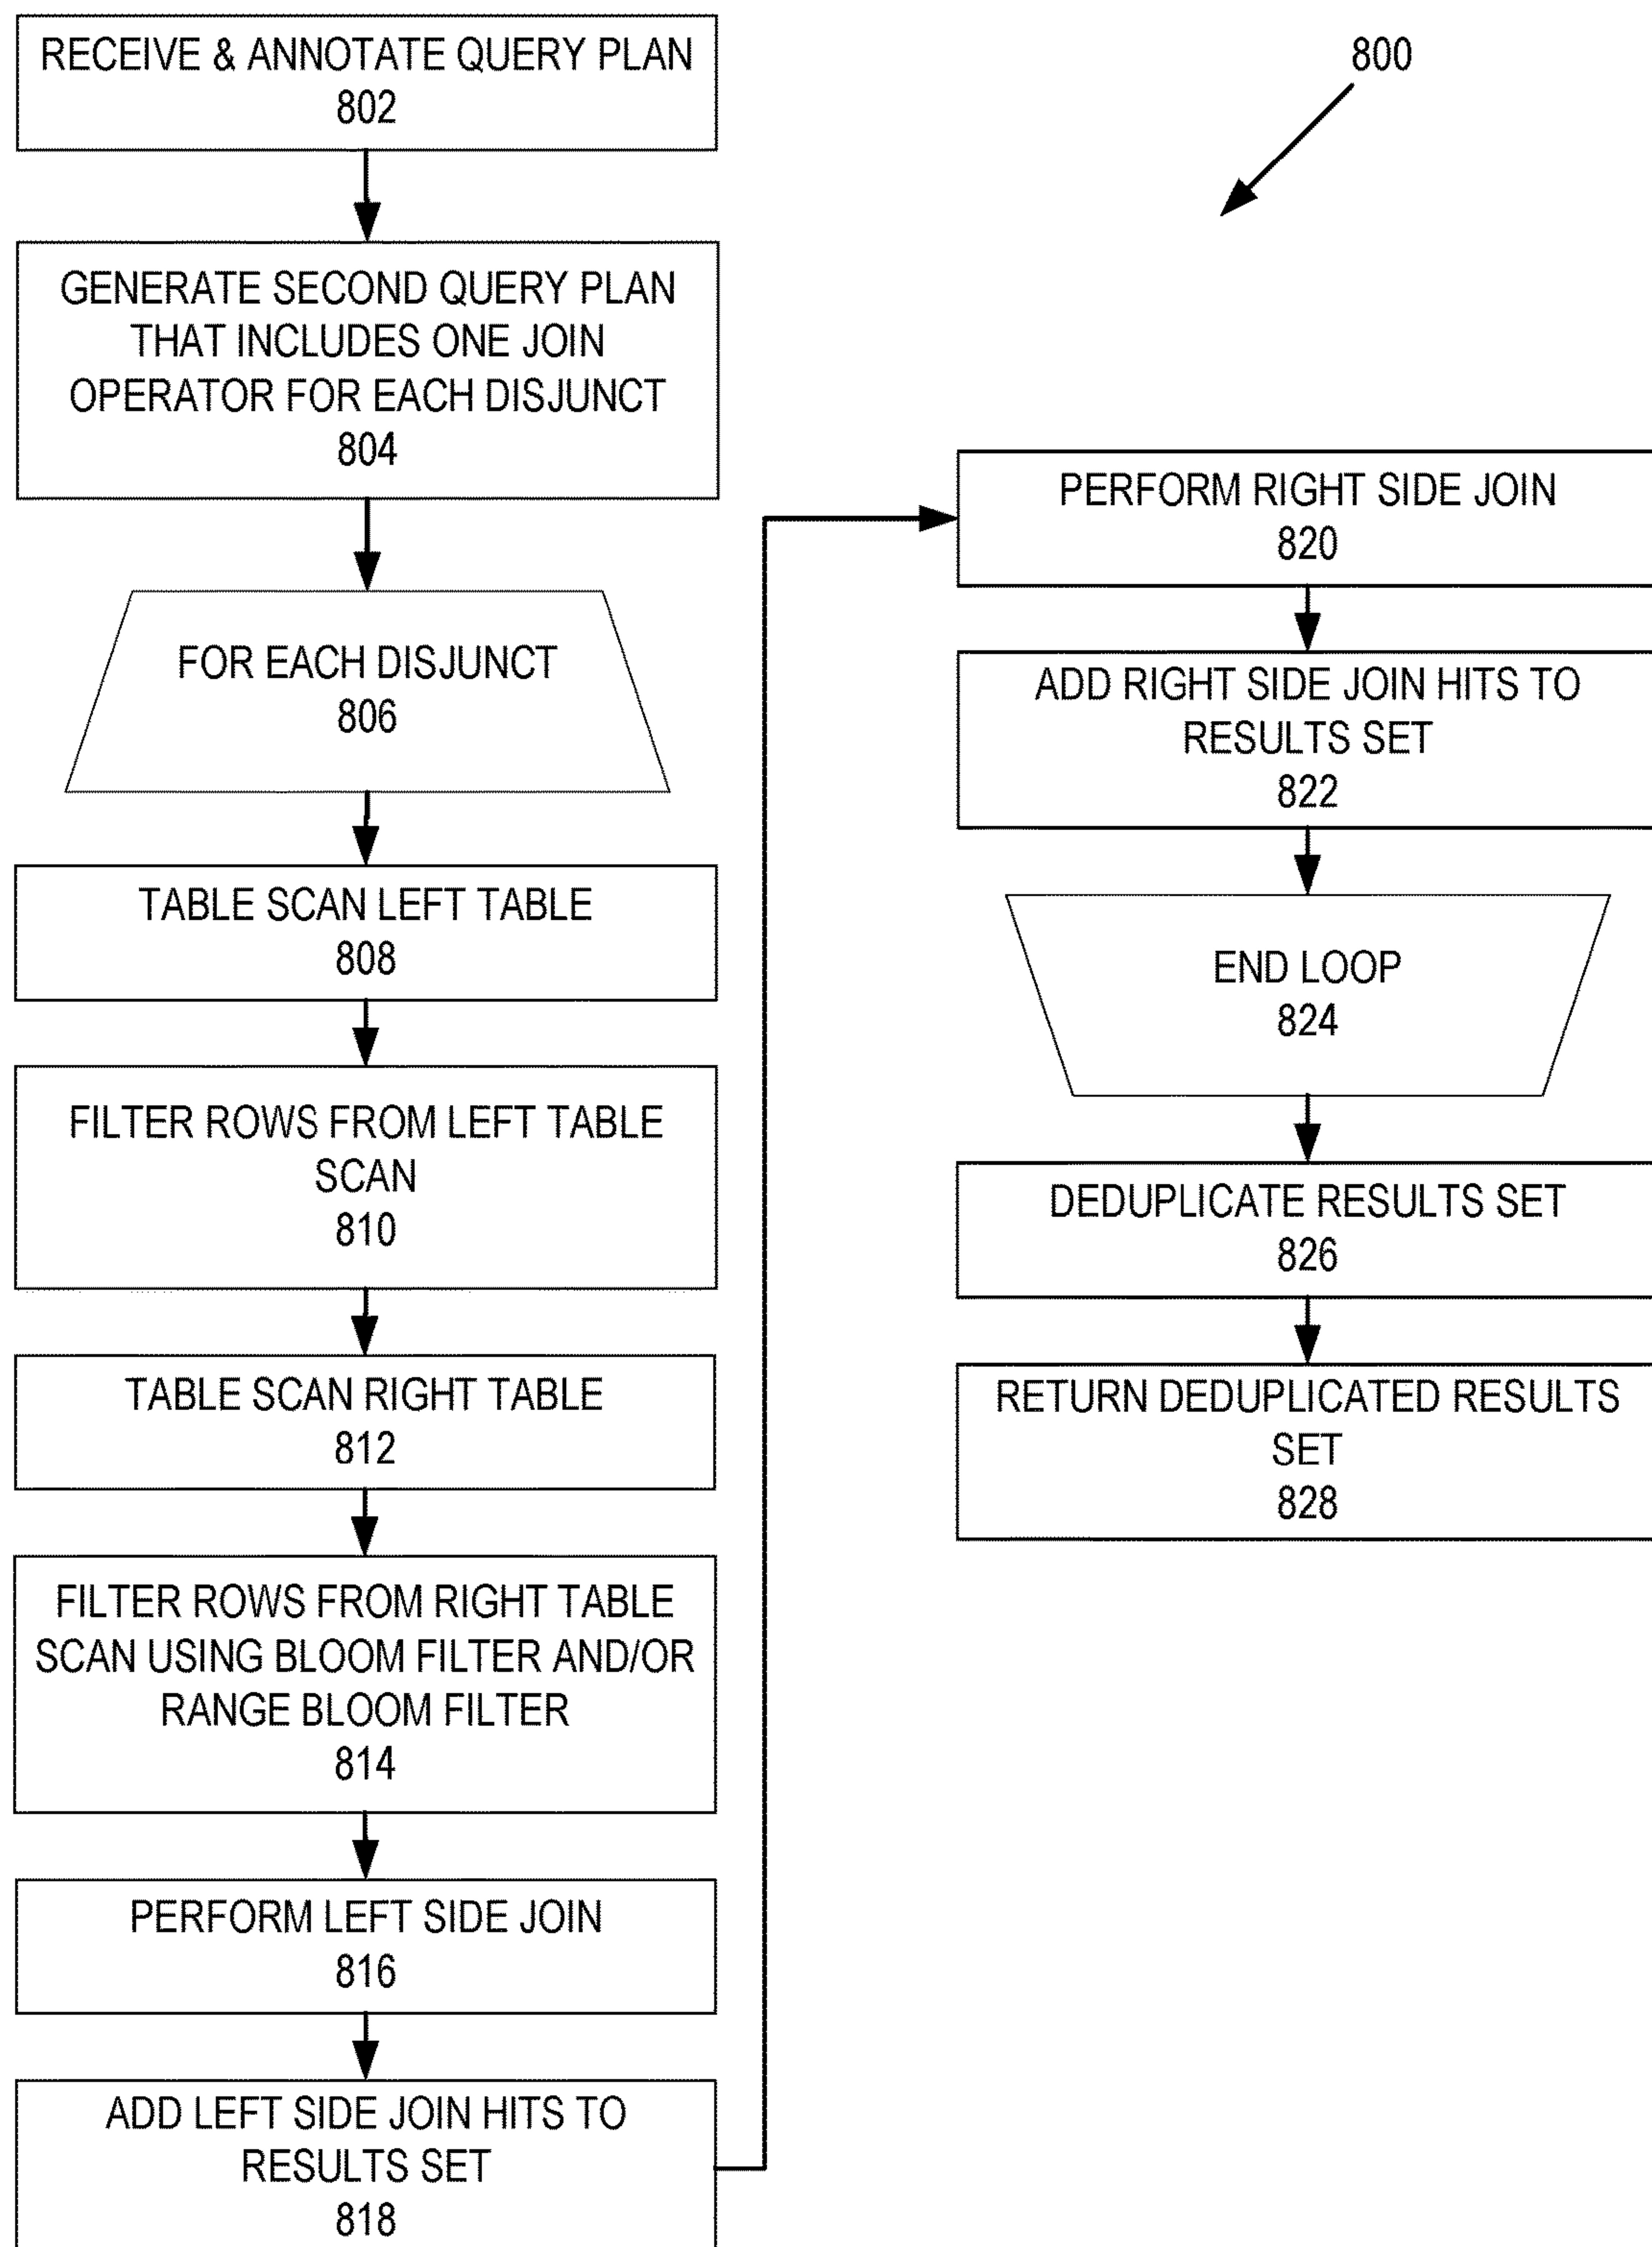 RECEIVE & ANNOTATE QUERY PLAN
802
GENERATE SECOND QUERY PLAN
THAT INCLUDES ONE JOIN
OPERATOR FOR EACH DISJUNCT
804
FOR EACH DISJUNCT
806
TABLE SCAN LEFT TABLE
808
FILTER ROWS FROM LEFT TABLE
SCAN
810
TABLE SCAN RIGHT TABLE
812
FILTER ROWS FROM RIGHT TABLE
SCAN USING BLOOM FILTER AND/OR
RANGE BLOOM FILTER
814
PERFORM LEFT SIDE JOIN
816
ADD LEFT SIDE JOIN HITS TO
RESULTS SET
818
800
PERFORM RIGHT SIDE JOIN
820
ADD RIGHT SIDE JOIN HITS TO
RESULTS SET
822
END LOOP
824
DEDUPLICATE RESULTS SET
826
RETURN DEDUPLICATED RESULTS
SET
828